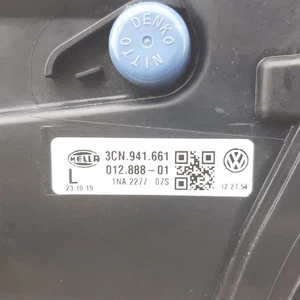 NITTO DENKO
HELLA
3CN.941.661
L
012.888-01
23.10.19
1NA.2277 07S
12.27.54